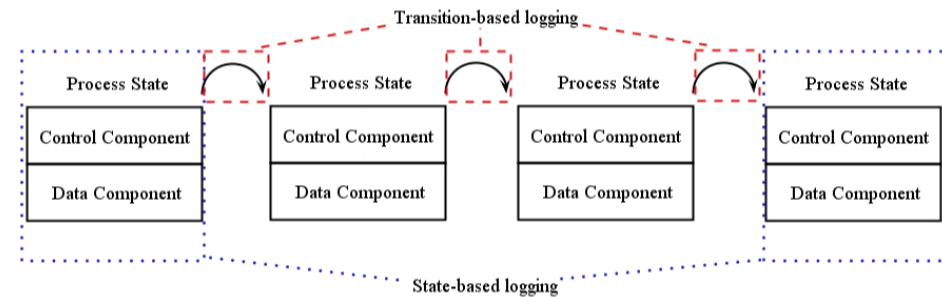 Transition-based logging
Process State
Process State
Process State
Process State
Control Component
Control Component
Control Component
Control Component
Data Component
Data Component
Data Component
Data Component
State-based logging